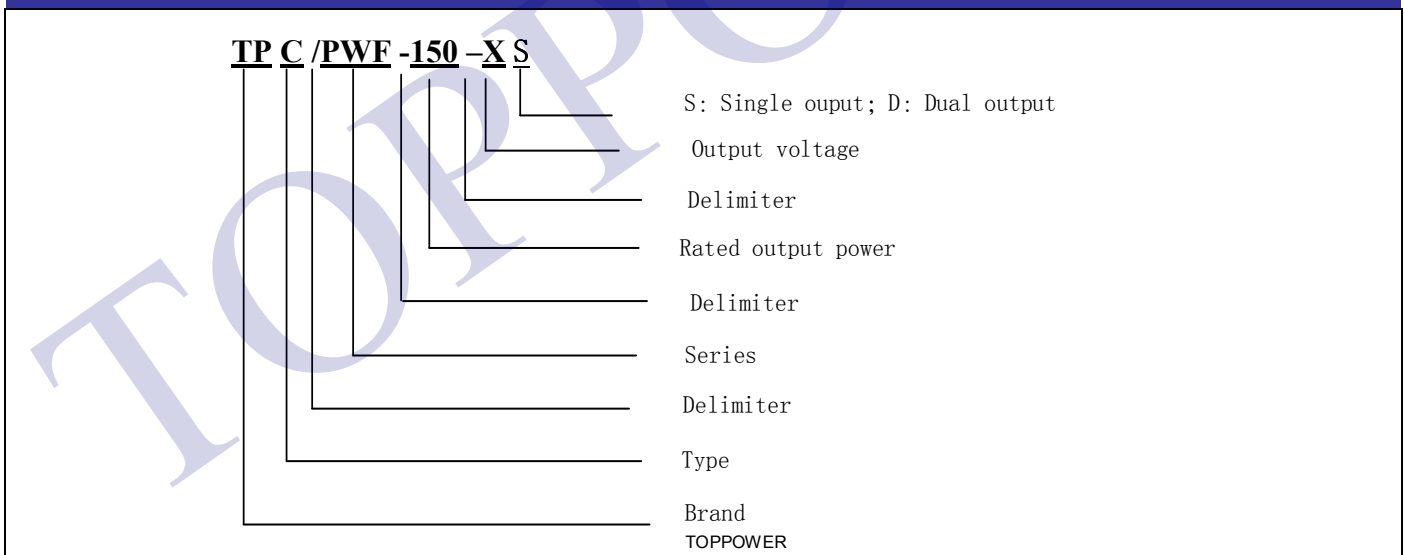 TP C /PWF -150 –X S
S: Single ouput; D: Dual output
Output voltage
Delimiter
Rated output power
Delimiter
Series
Delimiter
Type
Brand
TOPPOWER
TOPPO